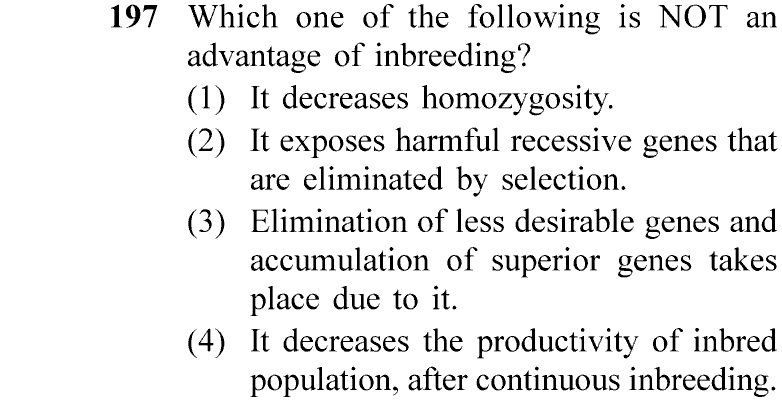 197 Which one of the following is NOT an
advantage of inbreeding?
(1) It decreases homozygosity.
(2) It exposes harmful recessive genes that
are eliminated by selection.
(3) Elimination of less desirable genes and
accumulation of superior genes takes
place due to it.
(4) It decreases the productivity of inbred
population, after continuous inbreeding.